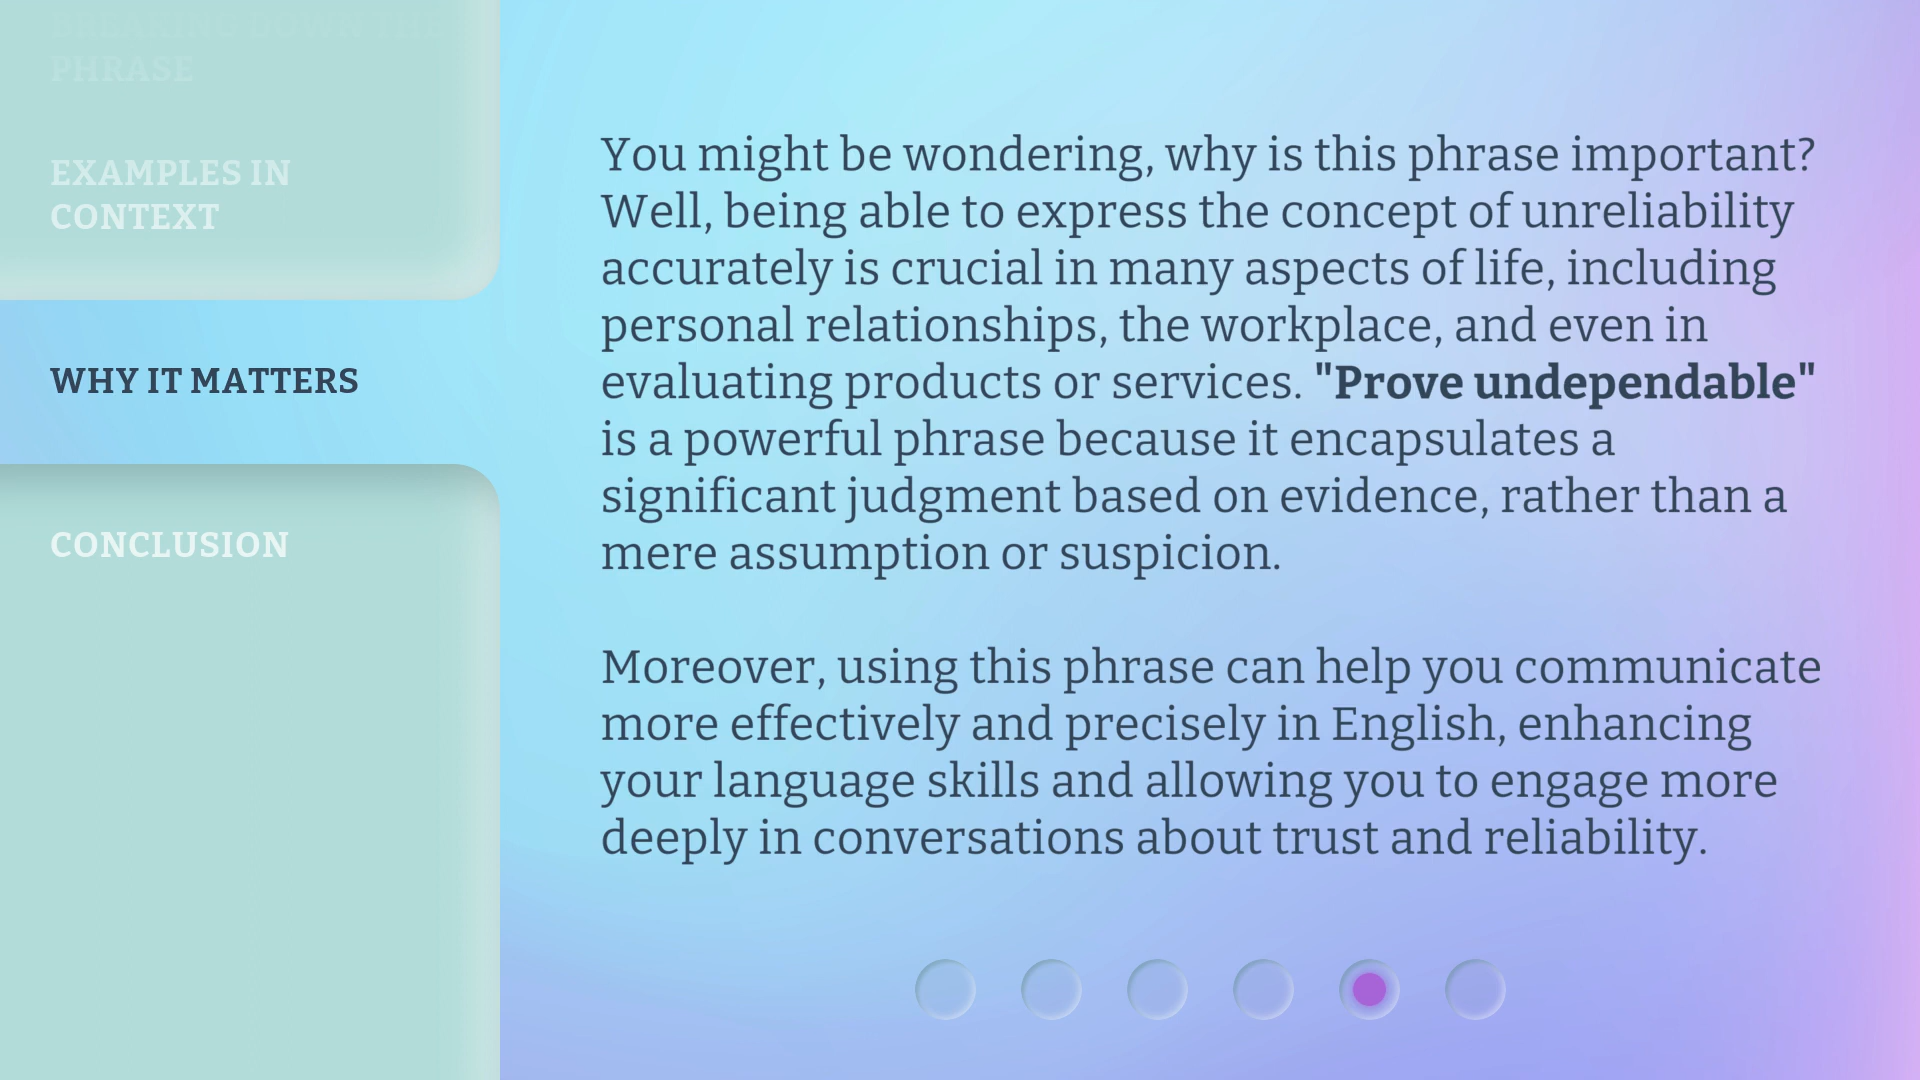 BREAKING DOWN THE
PHRASE
EXAMPLES IN
CONTEXT
WHY IT MATTERS
CONCLUSION
You might be wondering, why is this phrase important?
Well, being able to express the concept of unreliability
accurately is crucial in many aspects of life, including
personal relationships, the workplace, and even in
evaluating products or services. "Prove undependable"
is a powerful phrase because it encapsulates a
significant judgment based on evidence, rather than a
mere assumption or suspicion.
Moreover, using this phrase can help you communicate
more effectively and precisely in English, enhancing
your language skills and allowing you to engage more
deeply in conversations about trust and reliability.